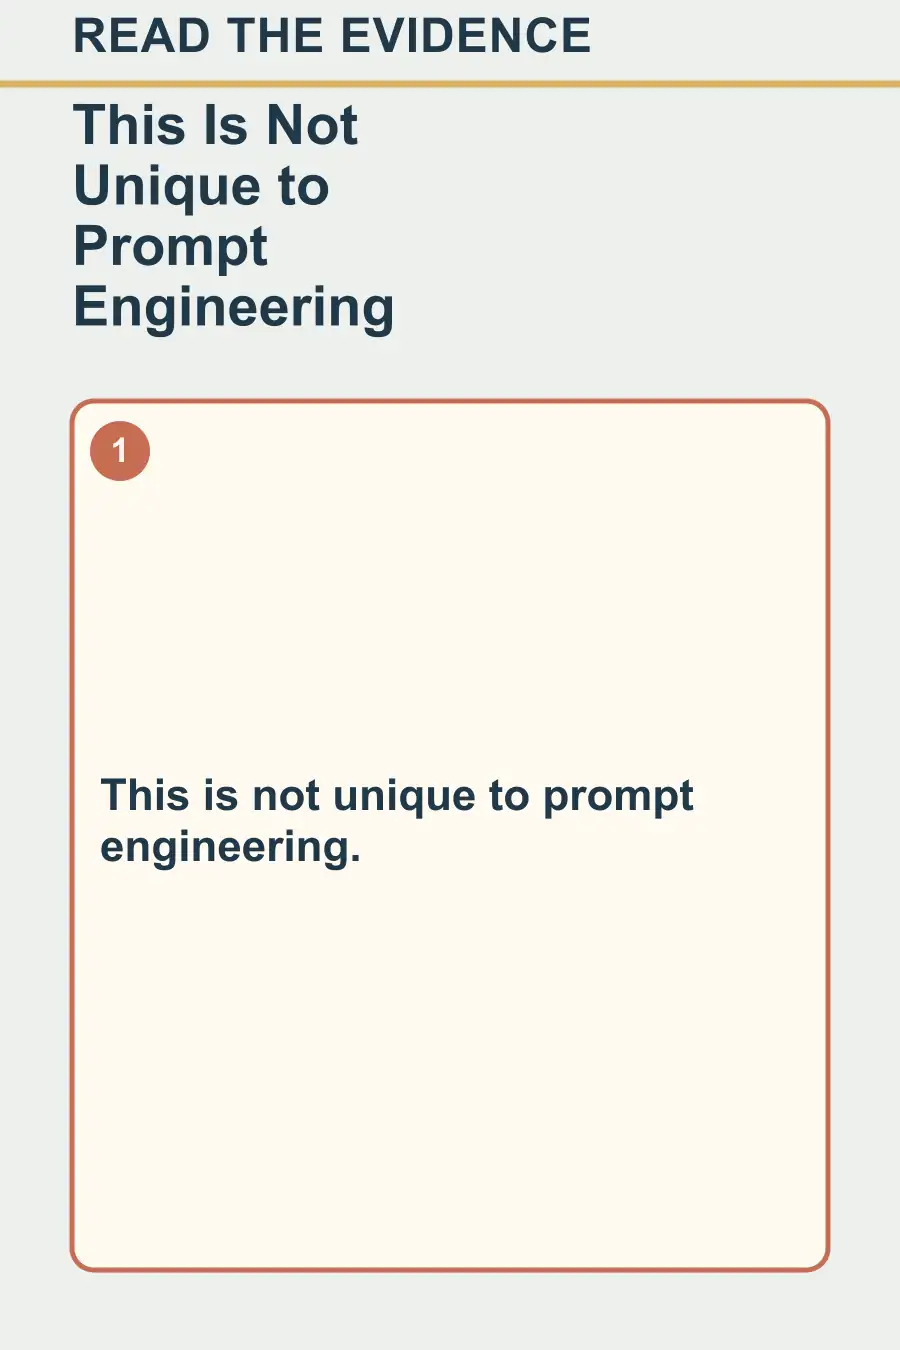 READ THE EVIDENCE
This Is Not
Unique to
Prompt
Engineering
1
This is not unique to prompt
engineering.